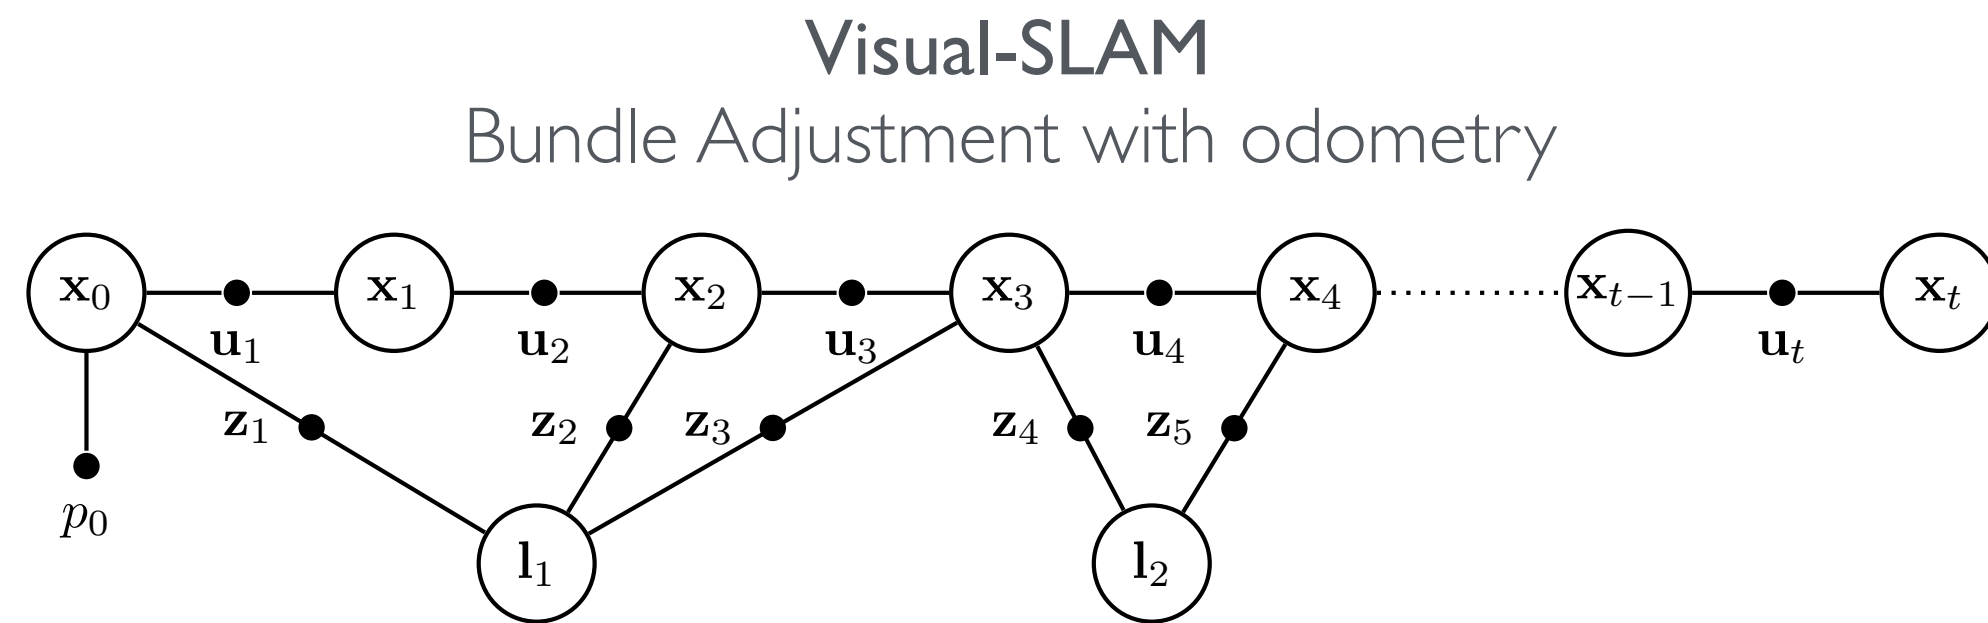 Visual-SLAM
Bundle Adjustment with odometry
x₀ x₁ x₂ x₃ x₄ xₜ₋₁ xₜ
u₁ u₂ u₃ u₄ uₜ
z₁ z₂ z₃ z₄ z₅
p₀
l₁ l₂